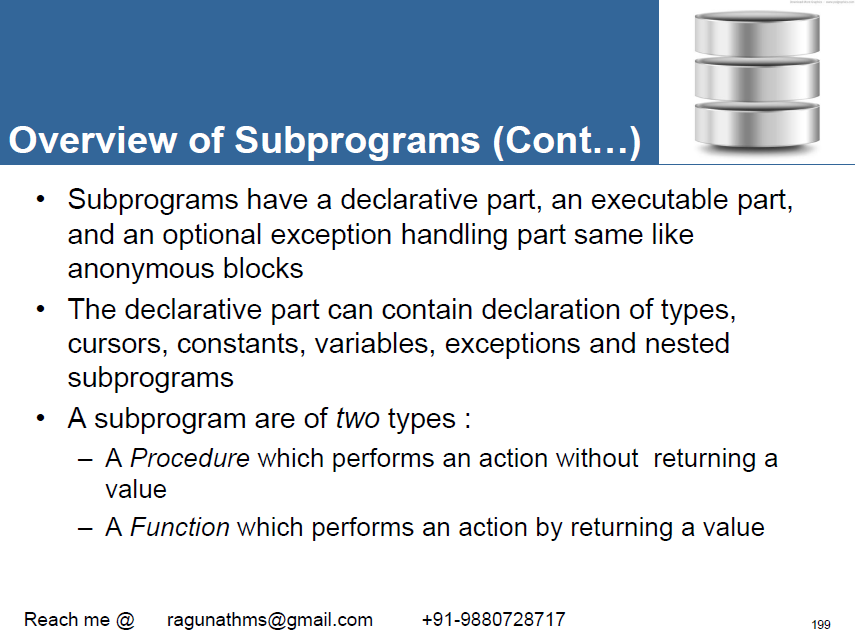 Overview of Subprograms (Cont…)
• Subprograms have a declarative part, an executable part,
and an optional exception handling part same like
anonymous blocks
• The declarative part can contain declaration of types,
cursors, constants, variables, exceptions and nested
subprograms
• A subprogram are of two types :
– A Procedure which performs an action without  returning a
value
– A Function which performs an action by returning a value
Reach me @ ragunathms@gmail.com +91-9880728717
199